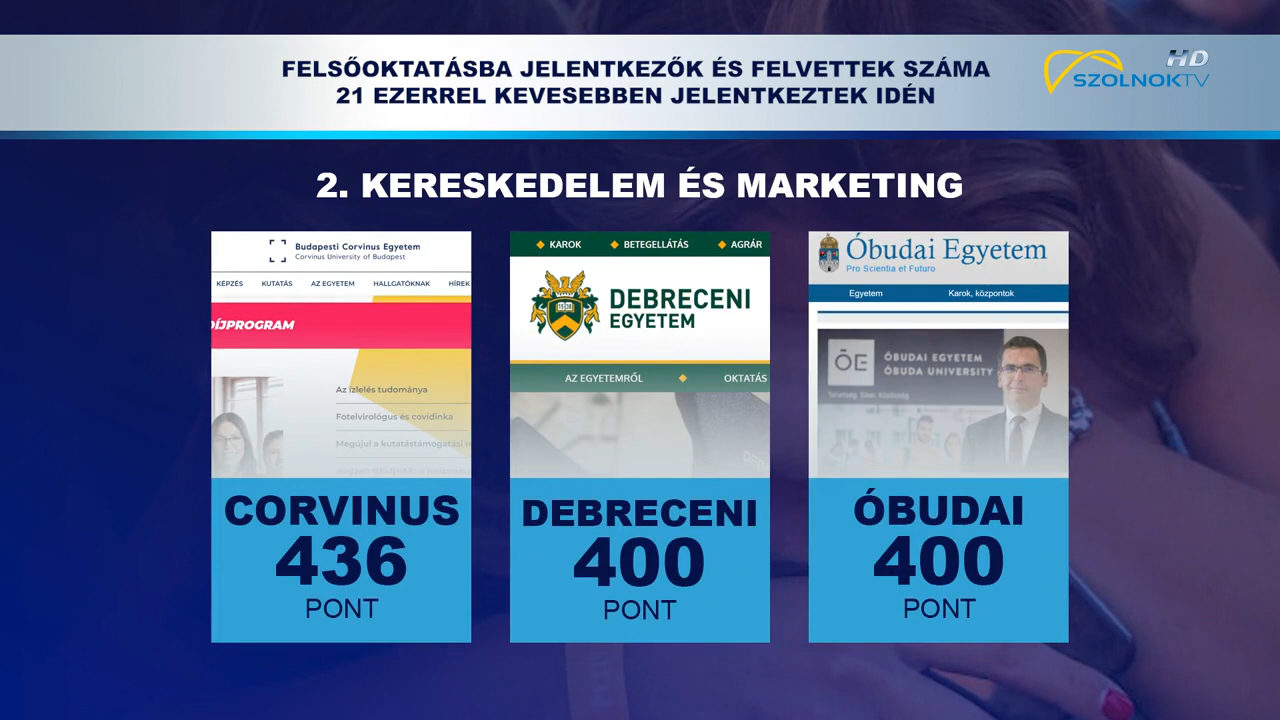 FELSŐOKTATÁSBA JELENTKEZŐK ÉS FELVETTEK SZÁMA
21 EZERREL KEVESEBBEN JELENTKEZTEK IDÉN
HD
SZOLNOKTV
2. KERESKEDELEM ÉS MARKETING
Budapesti Corvinus Egyetem
Corvinus University of Budapest
KÉPZÉS KUTATÁS AZ EGYETEM HALLGATÓKNAK HÍREK
DÍJPROGRAM
Az ízlelés tudománya
Fotelvirológus és covidinka
Megújul a kutatástámogatási
CORVINUS
436
PONT
KAROK BETEGELLÁTÁS AGRÁR
DEBRECENI
EGYETEM
AZ EGYETEMRŐL OKTATÁS
DEBRECENI
400
PONT
Óbudai Egyetem
Pro Scientia et Futuro
Egyetem Karok, központok
ŌE
ÓBUDAI EGYETEM
ÓBUDA UNIVERSITY
ÓBUDAI
400
PONT